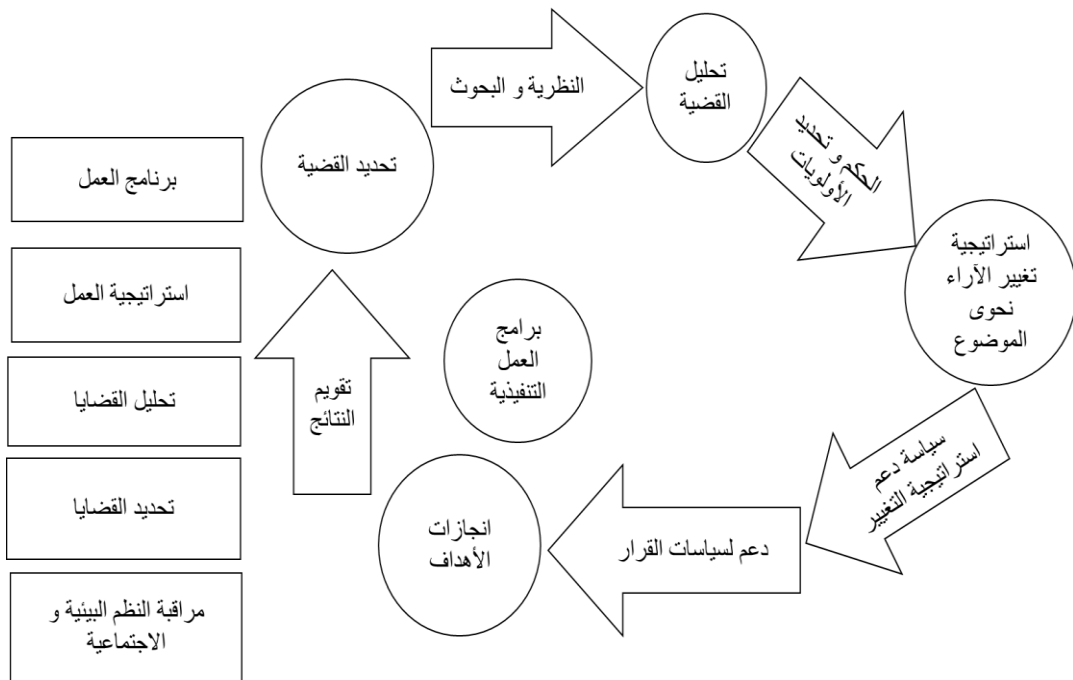 تحديد القضية
النظرية و البحوث
تحليل
القضية
الحكم و تحديد
الأولويات
استراتيجية
تغيير الآراء
نحوى
الموضوع
سياسة دعم
استراتيجية التغيير
دعم لسياسات القرار
انجازات
الأهداف
تقويم
النتائج
برامج
العمل
التنفيذية
برنامج العمل
استراتيجية العمل
تحليل القضايا
تحديد القضايا
مراقبة النظم البيئية و
الاجتماعية